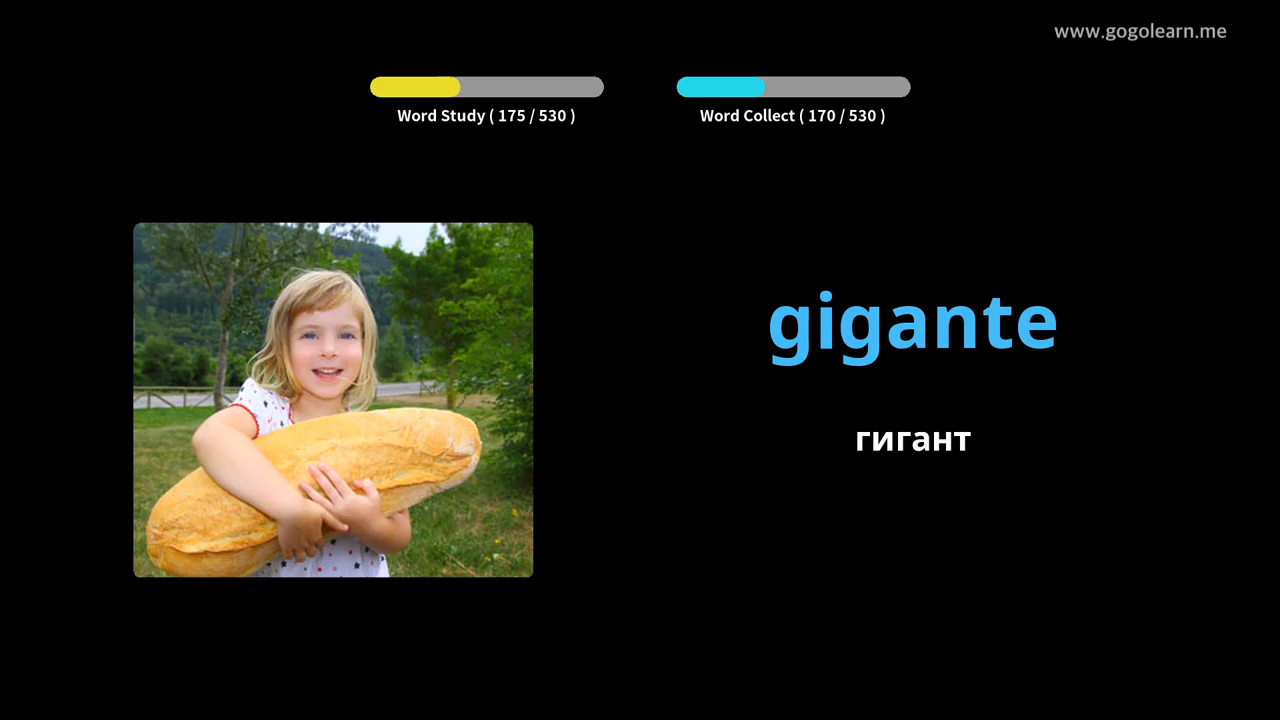 www.gogolearn.me
Word Study ( 175 / 530 )
Word Collect ( 170 / 530 )
gigante
гигант